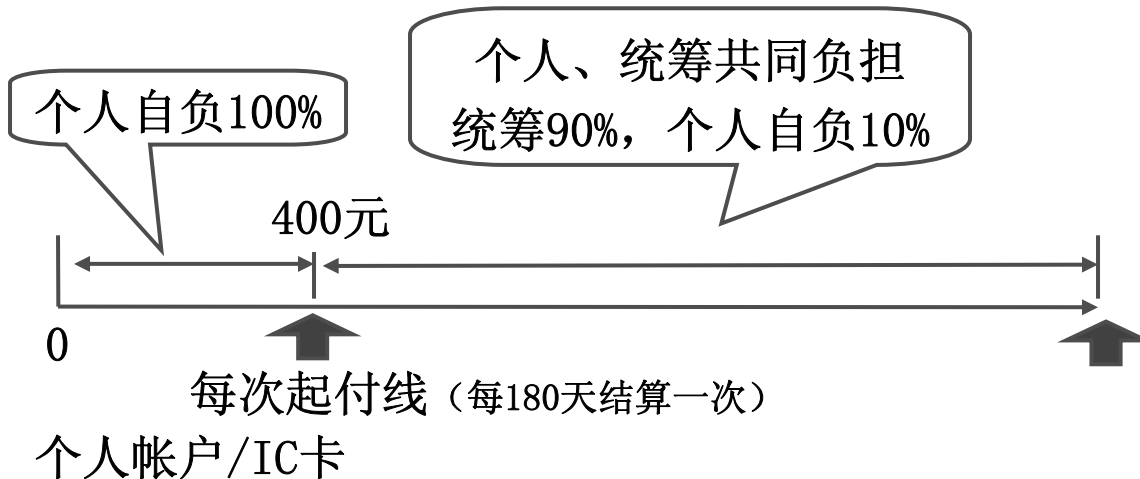 个人、统筹共同负担
统筹90%，个人自负10%
个人自负100%
400元
0
每次起付线（每180天结算一次）
个人帐户/IC卡